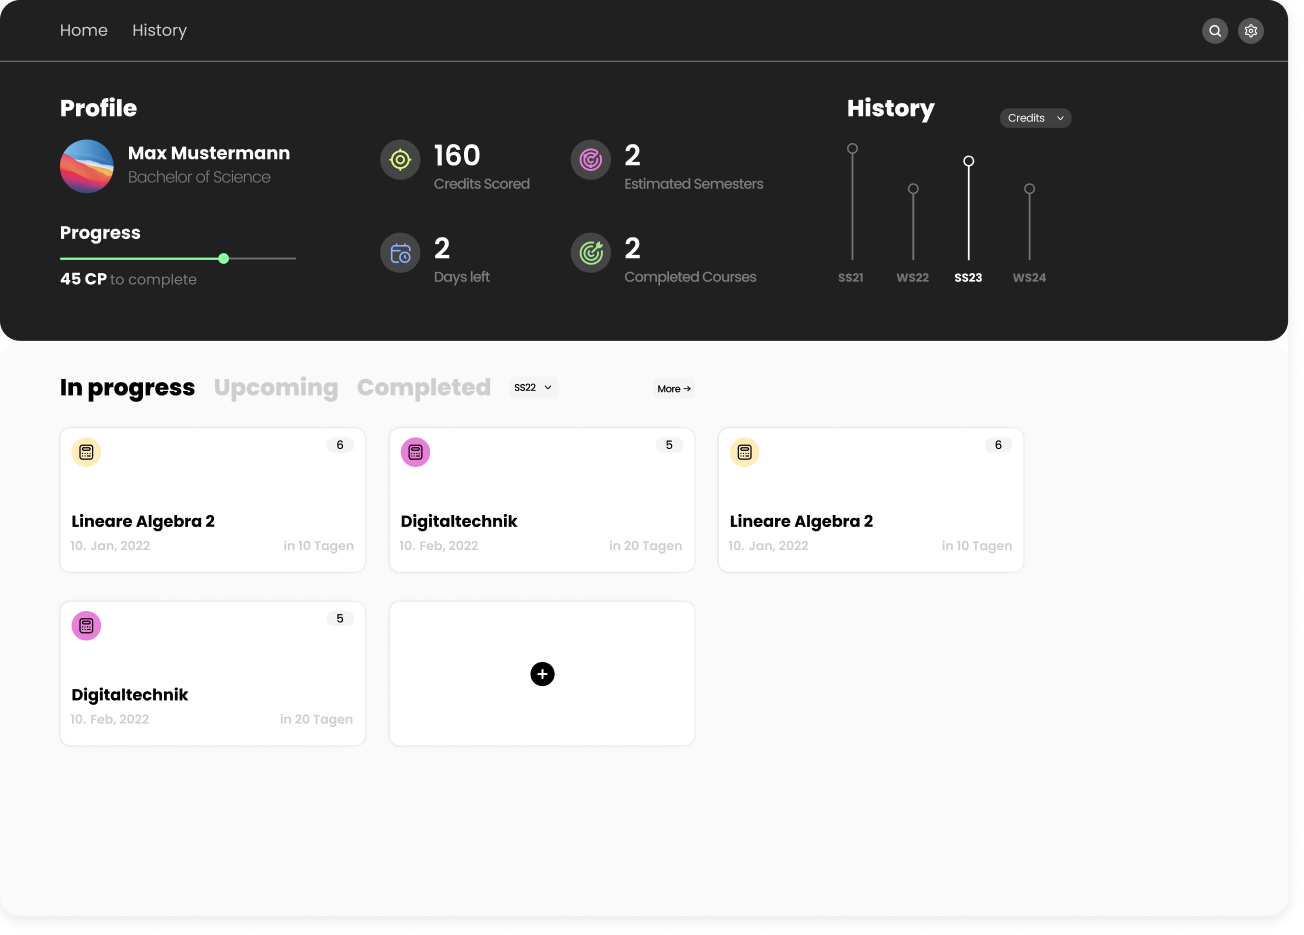 Home History
Profile
Max Mustermann
Bachelor of Science
Progress
45 CP to complete
160
Credits Scored
2
Estimated Semesters
2
Days left
2
Completed Courses
History
Credits
SS21 WS22 SS23 WS24
In progress Upcoming Completed SS22 More →
6
Lineare Algebra 2
10. Jan, 2022 in 10 Tagen
5
Digitaltechnik
10. Feb, 2022 in 20 Tagen
6
Lineare Algebra 2
10. Jan, 2022 in 10 Tagen
5
Digitaltechnik
10. Feb, 2022 in 20 Tagen